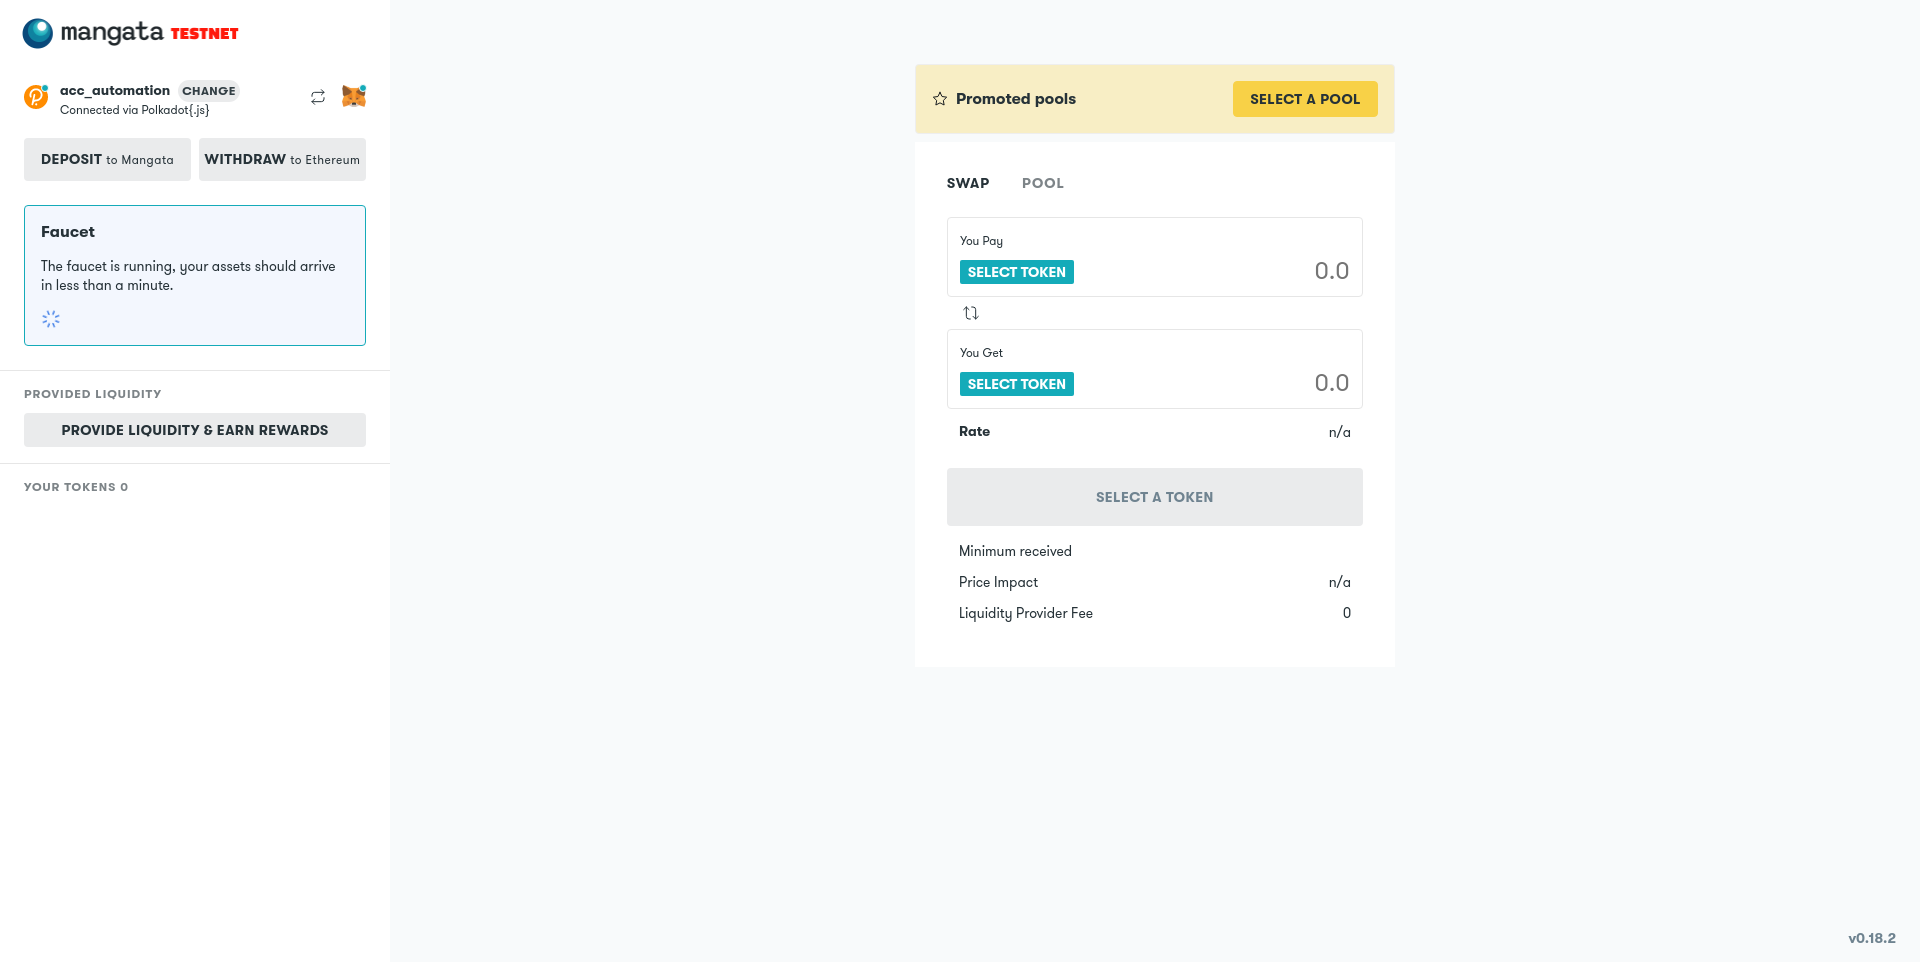 mangata TESTNET
acc_automation CHANGE
Connected via Polkadot{.js}
DEPOSIT to Mangata
WITHDRAW to Ethereum
Faucet
The faucet is running, your assets should arrive
in less than a minute.
PROVIDED LIQUIDITY
PROVIDE LIQUIDITY & EARN REWARDS
YOUR TOKENS 0
Promoted pools
SELECT A POOL
SWAP
POOL
You Pay
SELECT TOKEN
0.0
You Get
SELECT TOKEN
0.0
Rate
n/a
SELECT A TOKEN
Minimum received
Price Impact
n/a
Liquidity Provider Fee
0
v0.18.2